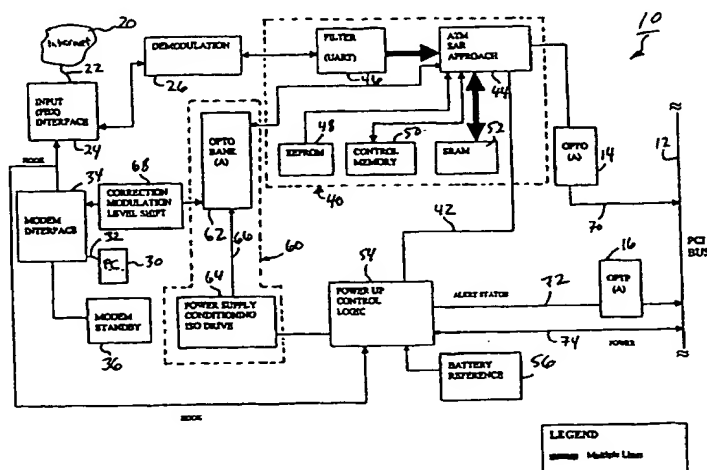 20
Internet
22
INPUT
(PBX)
INTERFACE
24
DEMODULATION
26
FILTER
(UART)
46
ATM
SAR
APPROACH
44
10
12
HOOK
34
68
CORRECTION
MODULATION
LEVEL SHIFT
OPTO
BANK
(A)
62
66
60
48
EEPROM
50
CONTROL
MEMORY
52
SRAM
40
42
OPTO
(A)
14
70
PCI
BUS
MODEM
INTERFACE
32
P.C.
30
MODEM
STANDBY
36
64
POWER SUPPLY
CONDITIONING
ISO DRIVE
54
POWER UP
CONTROL
LOGIC
ALERT STATUS
72
16
OPTP
(A)
74
POWER
BATTERY
REFERENCE
56
HOOK
LEGEND
Multiple Lines